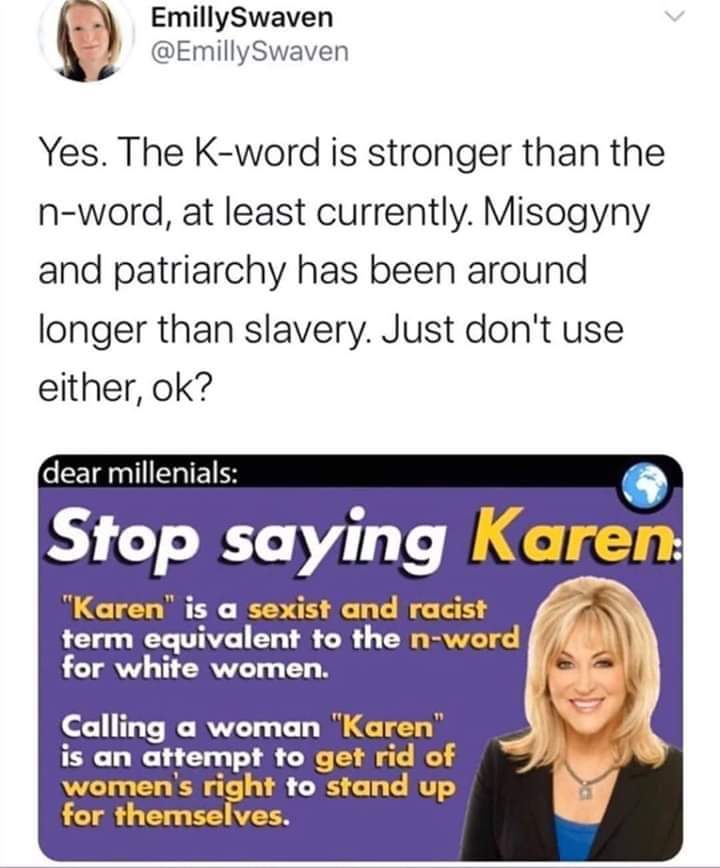 EmillySwaven
@EmillySwaven
Yes. The K-word is stronger than the
n-word, at least currently. Misogyny
and patriarchy has been around
longer than slavery. Just don't use
either, ok?
dear millenials:
Stop saying Karen:
"Karen" is a sexist and racist
term equivalent to the n-word
for white women.
Calling a woman "Karen"
is an attempt to get rid of
women's right to stand up
for themselves.